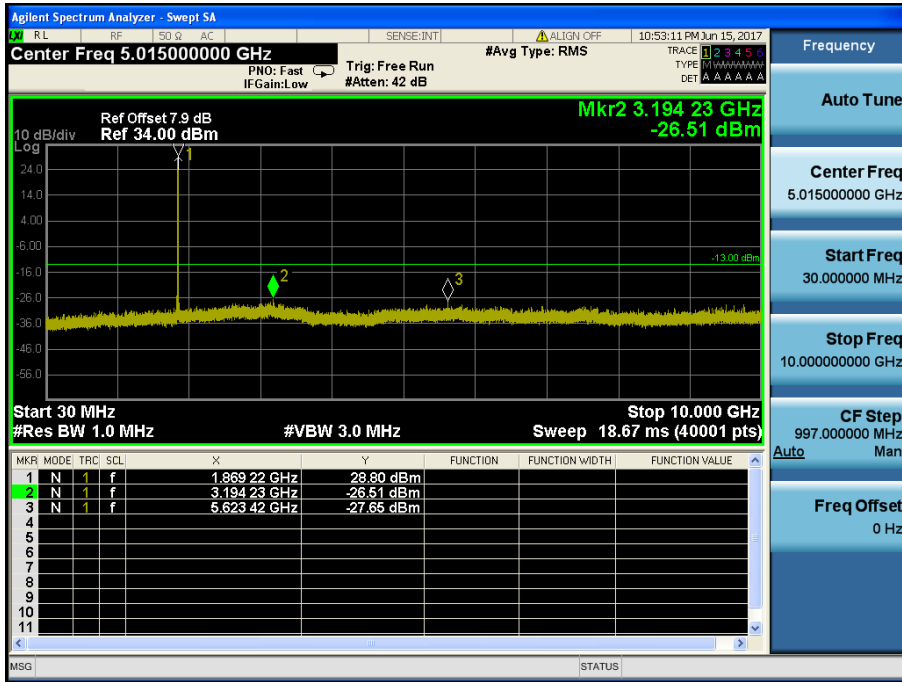 Agilent Spectrum Analyzer - Swept SA
LXI RL RF 50 Ω AC SENSE:INT ALIGN OFF 10:53:11 PM Jun 15, 2017
Center Freq 5.015000000 GHz
#Avg Type: RMS
TRACE 1 2 3 4 5 6
PNO: Fast
Trig: Free Run
TYPE M WWWWW
IFGain:Low
#Atten: 42 dB
DET A A A A A A
Frequency
Auto Tune
Center Freq
5.015000000 GHz
Start Freq
30.000000 MHz
Stop Freq
10.000000000 GHz
CF Step
997.000000 MHz
Auto Man
Freq Offset
0 Hz
Mkr2 3.194 23 GHz
-26.51 dBm
Ref Offset 7.9 dB
10 dB/div Ref 34.00 dBm
Log
1
24.0
14.0
4.00
-6.00
-13.00 dBm
-16.0
2
3
-26.0
-36.0
-46.0
-56.0
Start 30 MHz
Stop 10.000 GHz
#Res BW 1.0 MHz
#VBW 3.0 MHz
Sweep 18.67 ms (40001 pts)
MKR MODE TRC SCL X Y FUNCTION FUNCTION WIDTH FUNCTION VALUE
1 N 1 f 1.869 22 GHz 28.80 dBm
2 N 1 f 3.194 23 GHz -26.51 dBm
3 N 1 f 5.623 42 GHz -27.65 dBm
4
5
6
7
8
9
10
11
MSG
STATUS